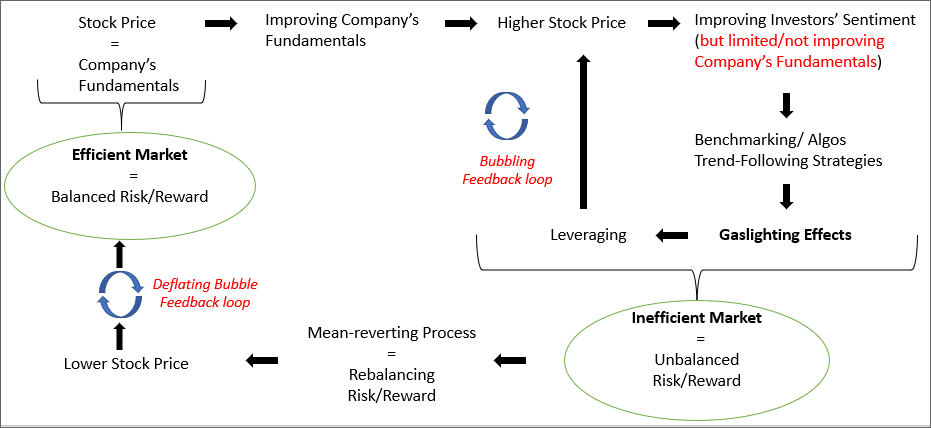 Stock Price
=
Company’s
Fundamentals
Improving Company’s
Fundamentals
Higher Stock Price
Improving Investors’ Sentiment
(but limited/not improving
Company’s Fundamentals)
Efficient Market
=
Balanced Risk/Reward
Bubbling
Feedback loop
Benchmarking/ Algos
Trend-Following Strategies
Leveraging
Gaslighting Effects
Deflating Bubble
Feedback loop
Lower Stock Price
Mean-reverting Process
=
Rebalancing
Risk/Reward
Inefficient Market
=
Unbalanced
Risk/Reward